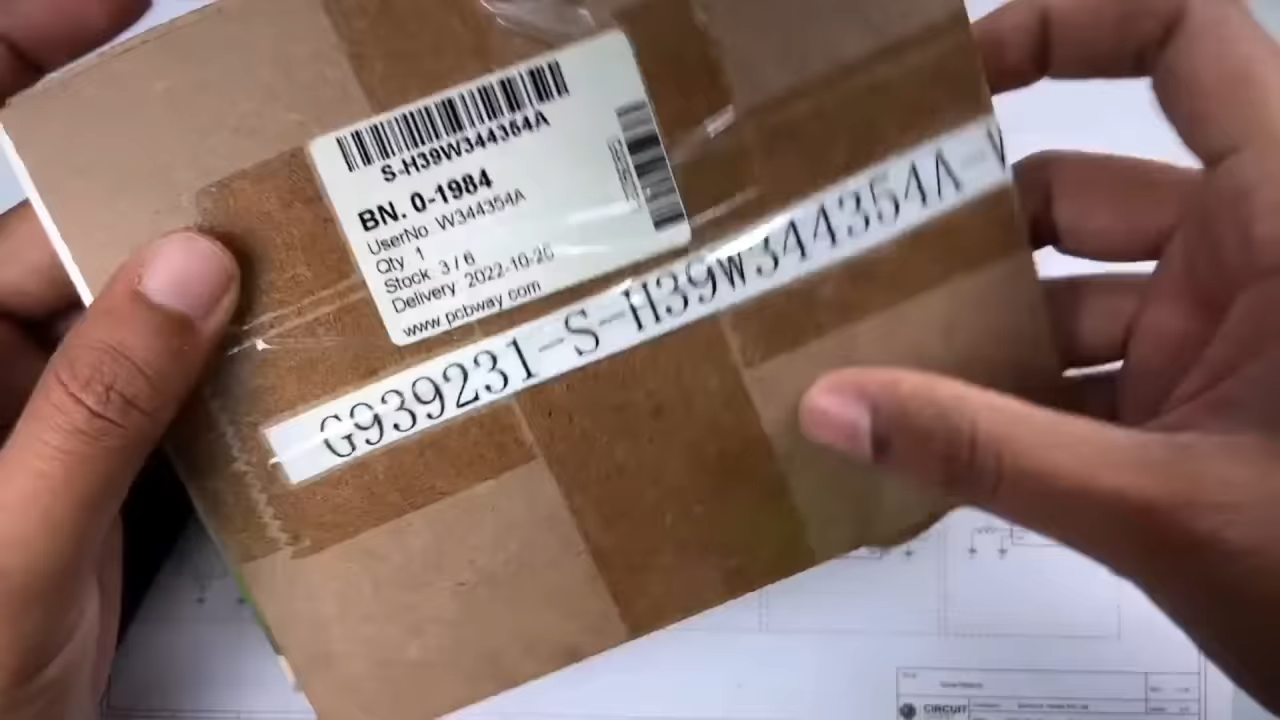 S-H39W344354A
BN. 0-1984
UserNo W344354A
Qty 1
Stock 3 / 6
Delivery 2022-10-26
www.pcbway.com
G939231-S-H39W344354A-V
CIRCUIT